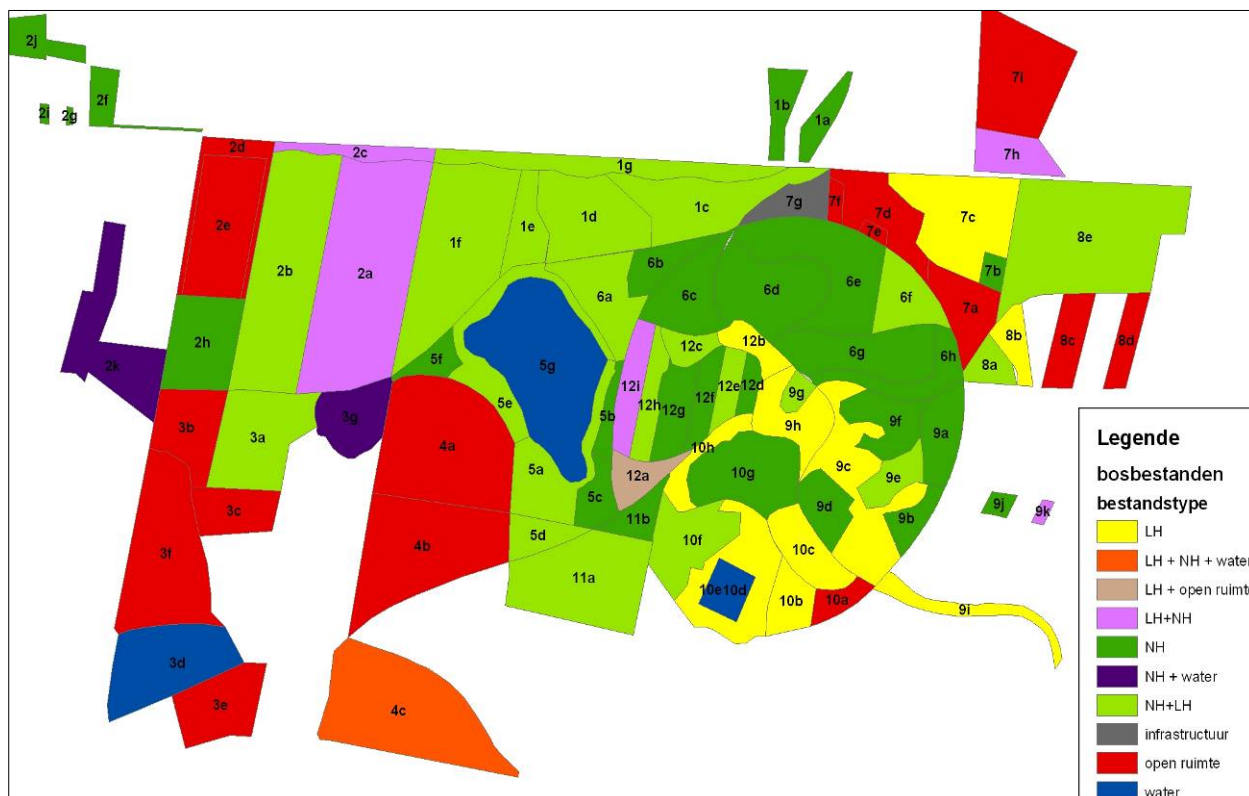 2j
2f
2i
2g
1b
1a
7i
7h
2d
2c
1g
2e
2b
2a
1f
1e
1d
1c
7g
7f
7d
7e
7c
7b
8e
6b
6a
6c
6d
6e
6f
7a
2h
2k
5f
5g
12c
12b
6g
6h
8b
8a
8c
8d
12i
12h
12g
12f
12e
12d
9g
3b
3a
3g
4a
5e
5b
9h
9f
9a
10h
9c
5a
12a
10g
9e
3c
5c
9d
9b
9j
9k
11b
3f
4b
5d
10f
10c
11a
10e
10d
10b
10a
9i
3d
3e
4c
Legende
bosbestanden
bestandstype
LH
LH + NH + water
LH + open ruimte
LH+NH
NH
NH + water
NH+LH
infrastructuur
open ruimte
water